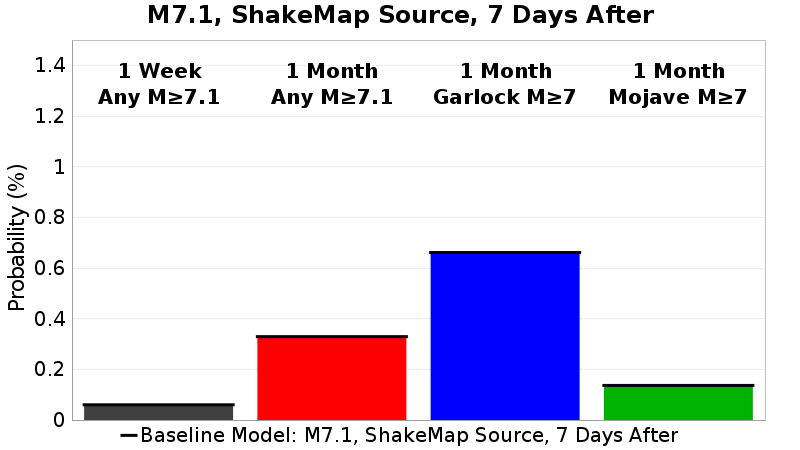 M7.1, ShakeMap Source, 7 Days After
Probability (%)
1.4
1.2
1
0.8
0.6
0.4
0.2
0
1 Week
Any M≥7.1
1 Month
Any M≥7.1
1 Month
Garlock M≥7
1 Month
Mojave M≥7
Baseline Model: M7.1, ShakeMap Source, 7 Days After